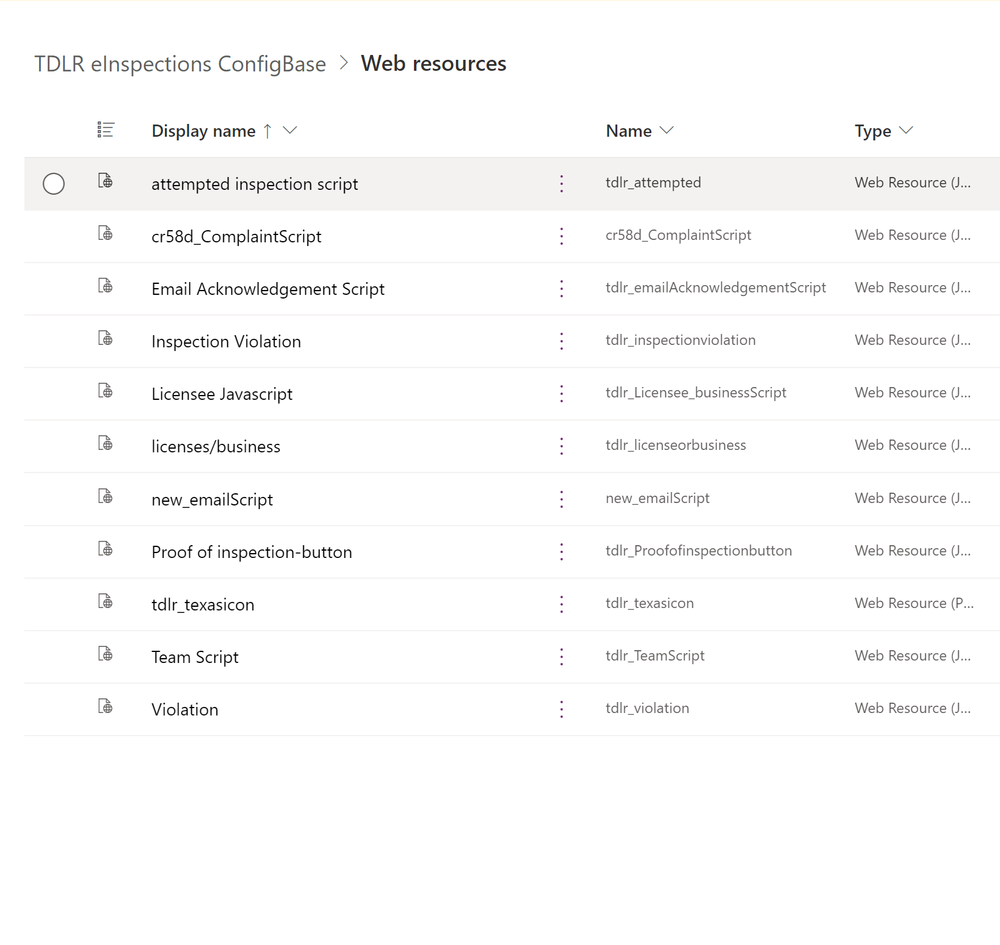 TDLR eInspections ConfigBase > Web resources
Display name ↑ Name Type
attempted inspection script tdlr_attempted Web Resource (J...
cr58d_ComplaintScript cr58d_ComplaintScript Web Resource (J...
Email Acknowledgement Script tdlr_emailAcknowledgementScript Web Resource (J...
Inspection Violation tdlr_inspectionviolation Web Resource (J...
Licensee Javascript tdlr_Licensee_businessScript Web Resource (J...
licenses/business tdlr_licenseorbusiness Web Resource (J...
new_emailScript new_emailScript Web Resource (J...
Proof of inspection-button tdlr_Proofofinspectionbutton Web Resource (J...
tdlr_texasicon tdlr_texasicon Web Resource (P...
Team Script tdlr_TeamScript Web Resource (J...
Violation tdlr_violation Web Resource (J...